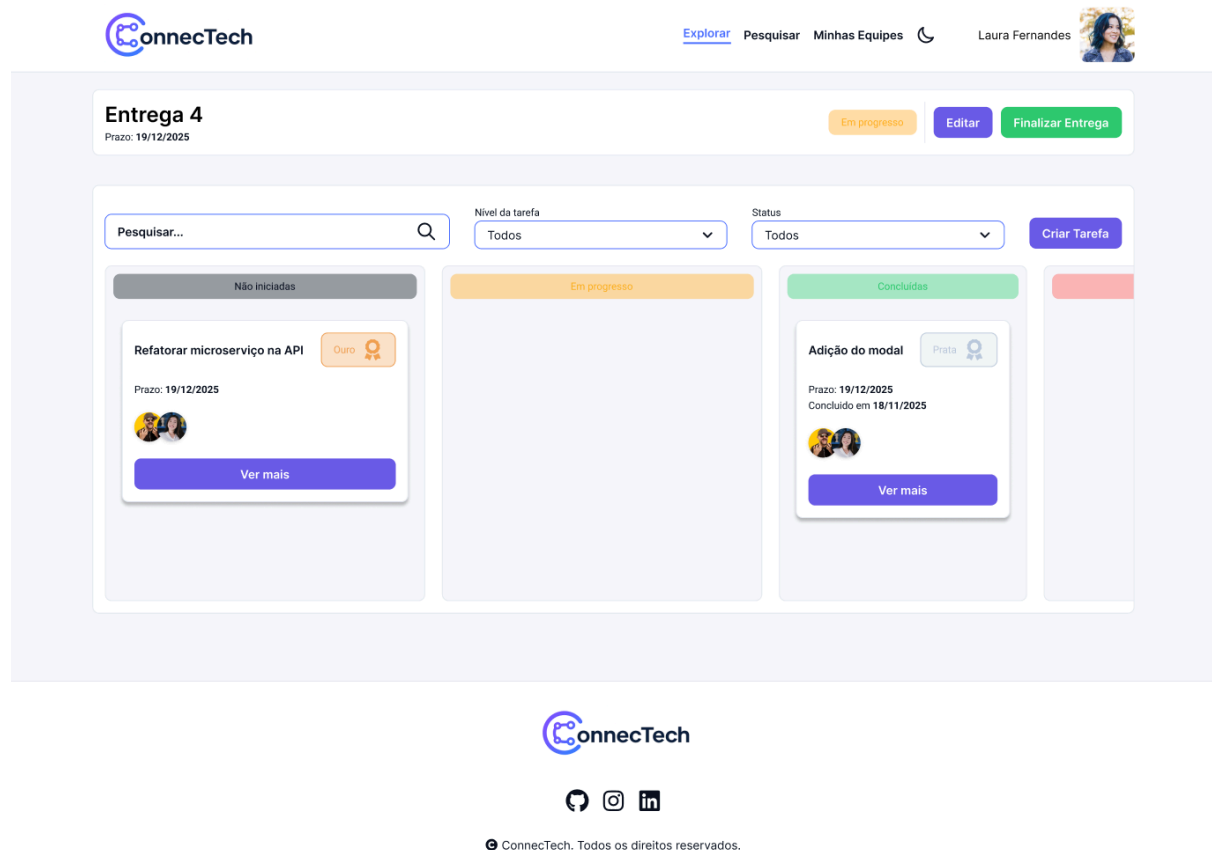 ConnecTech
Explorar Pesquisar Minhas Equipes Laura Fernandes
Entrega 4
Prazo: 19/12/2025
Em progresso Editar Finalizar Entrega
Pesquisar...
Nível da tarefa
Todos
Status
Todos
Criar Tarefa
Não iniciadas
Refatorar microserviço na API
Ouro
Prazo: 19/12/2025
Ver mais
Em progresso
Concluídas
Adição do modal
Prata
Prazo: 19/12/2025
Concluido em 18/11/2025
Ver mais
ConnecTech
in
ConnecTech. Todos os direitos reservados.